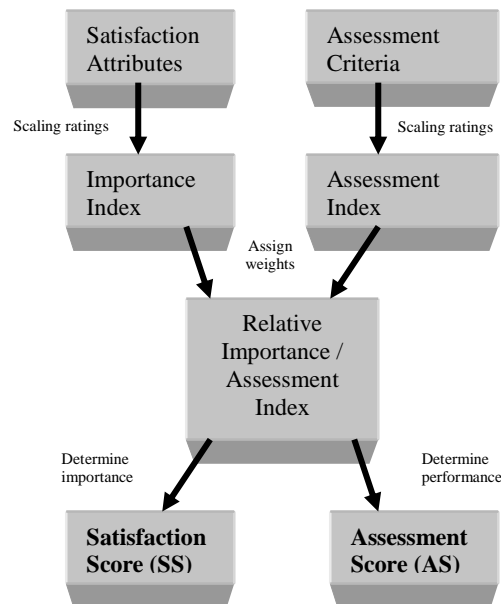 Satisfaction
Attributes
Assessment
Criteria
Scaling ratings
Scaling ratings
Importance
Index
Assessment
Index
Assign
weights
Relative
Importance /
Assessment
Index
Determine
importance
Determine
performance
Satisfaction
Score (SS)
Assessment
Score (AS)